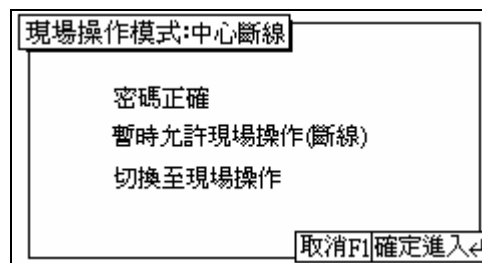 現場操作模式:中心斷線
密碼正確
暫時允許現場操作(斷線)
切換至現場操作
取消F1 確定進入↵